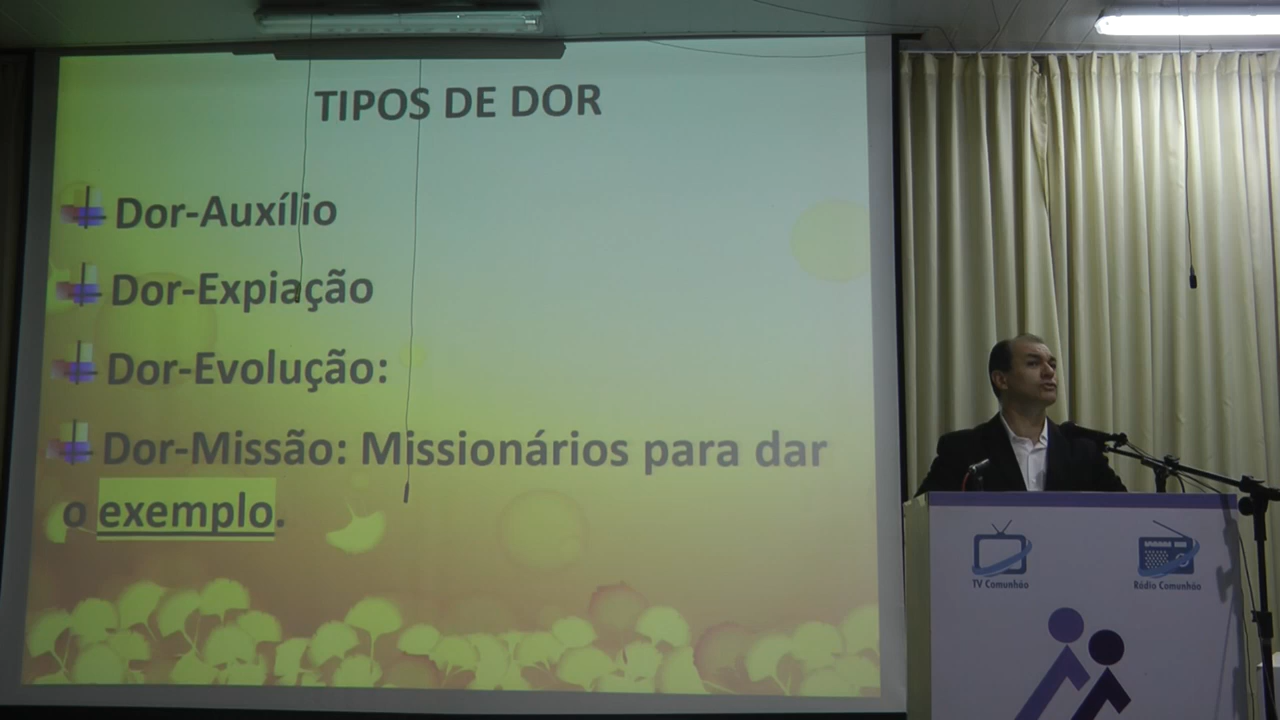 TIPOS DE DOR
Dor-Auxílio
Dor-Expiação
Dor-Evolução:
Dor-Missão: Missionários para dar
o exemplo.
TV Comunhão
Rádio Comunhão